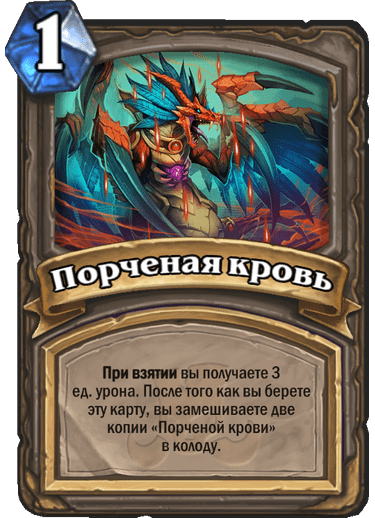 1
Порченая кровь
При взятии вы получаете 3
ед. урона. После того как вы берете
эту карту, вы замешиваете две
копии «Порченой крови»
в колоду.